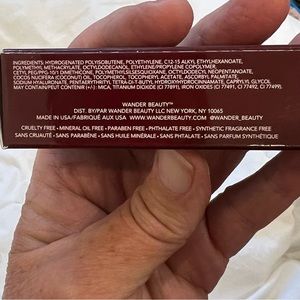 INGREDIENTS: HYDROGENATED POLYISOBUTENE, POLYETHYLENE, C12-15 ALKYL ETHYLHEXANOATE,
POLYMETHYL METHACRYLATE, OCTYLDODECANOL, ETHYLENE/PROPYLENE COPOLYMER,
CETYL PEG/PPG-10/1 DIMETHICONE, POLYMETHYLSILSESQUIOXANE, OCTYLDODECYL NEOPENTANOATE,
COCOS NUCIFERA (COCONUT) OIL, TOCOPHEROL, TOCOPHERYL ACETATE, ASCORBYL PALMITATE,
SODIUM HYALURONATE, PENTAERYTHRITYL TETRA-DI-T-BUTYL HYDROXYHYDROCINNAMATE, CAPRYLYL GLYCOL
MAY CONTAIN/PEUT CONTENIR (+/-): MICA, TITANIUM DIOXIDE (CI 77891), IRON OXIDES (CI 77491, CI 77492, CI 77499)
WANDER BEAUTY™
DIST. BY/PAR WANDER BEAUTY LLC NEW YORK, NY 10065
MADE IN USA/FABRIQUÉ AUX USA
WWW.WANDERBEAUTY.COM @WANDER_BEAUTY
CRUELTY FREE • MINERAL OIL FREE • PARABEN FREE • PHTHALATE FREE • SYNTHETIC FRAGRANCE FREE
SANS CRUAUTÉ • SANS PARABÈNE • SANS HUILE MINÉRALE • SANS PHTALATE • SANS PARFUM SYNTHÉTIQUE